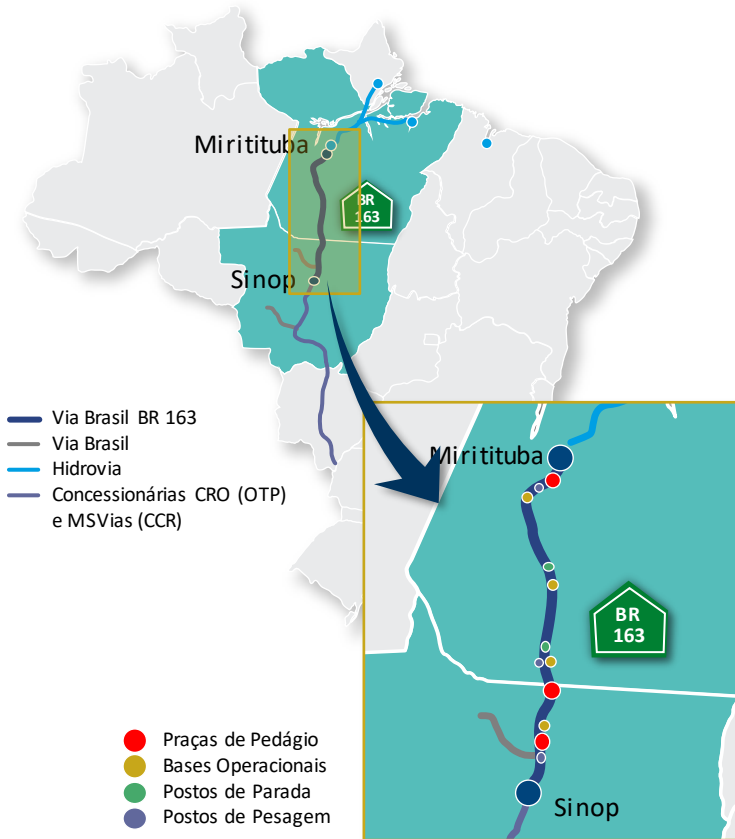 Miritituba
BR
163
Sinop
Via Brasil BR 163
Via Brasil
Hidrovia
Concessionárias CRO (OTP)
e MSVias (CCR)
Miritituba
BR
163
Sinop
Praças de Pedágio
Bases Operacionais
Postos de Parada
Postos de Pesagem